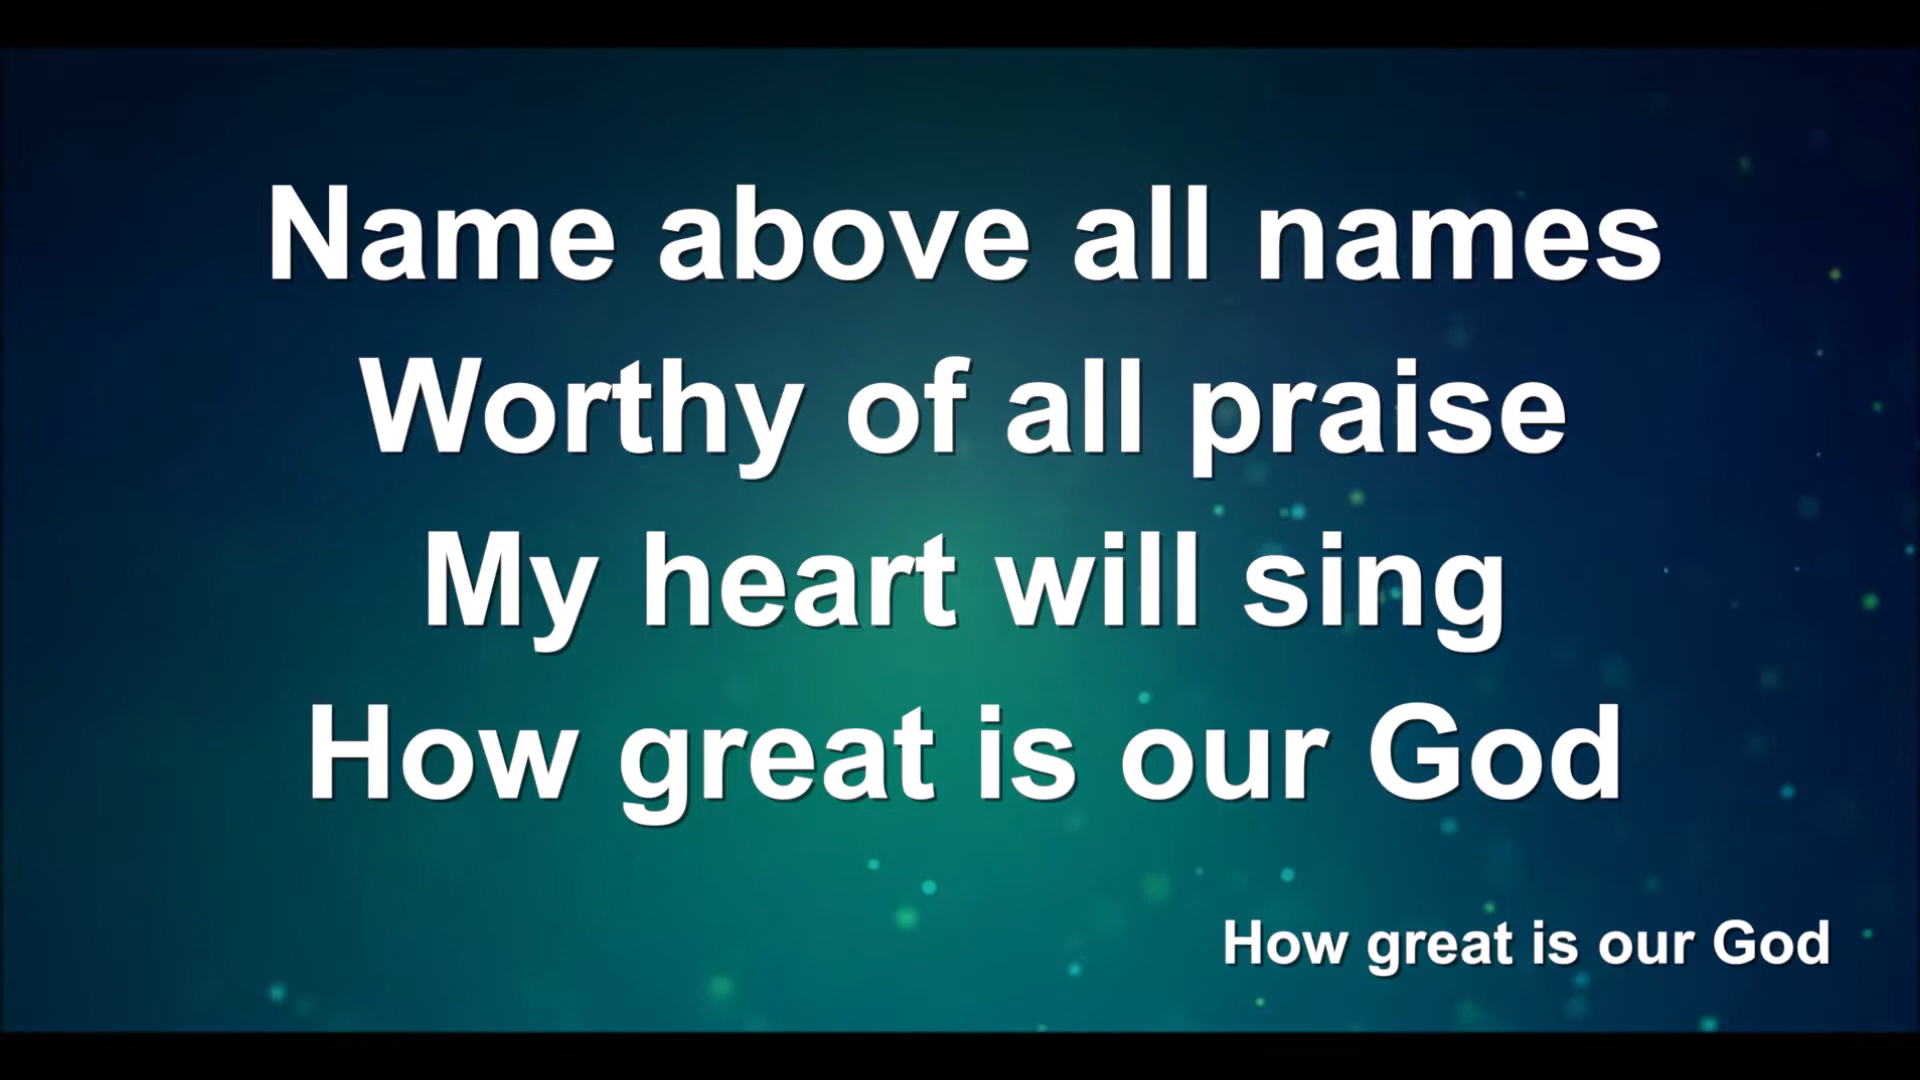 Name above all names
Worthy of all praise
My heart will sing
How great is our God
How great is our God